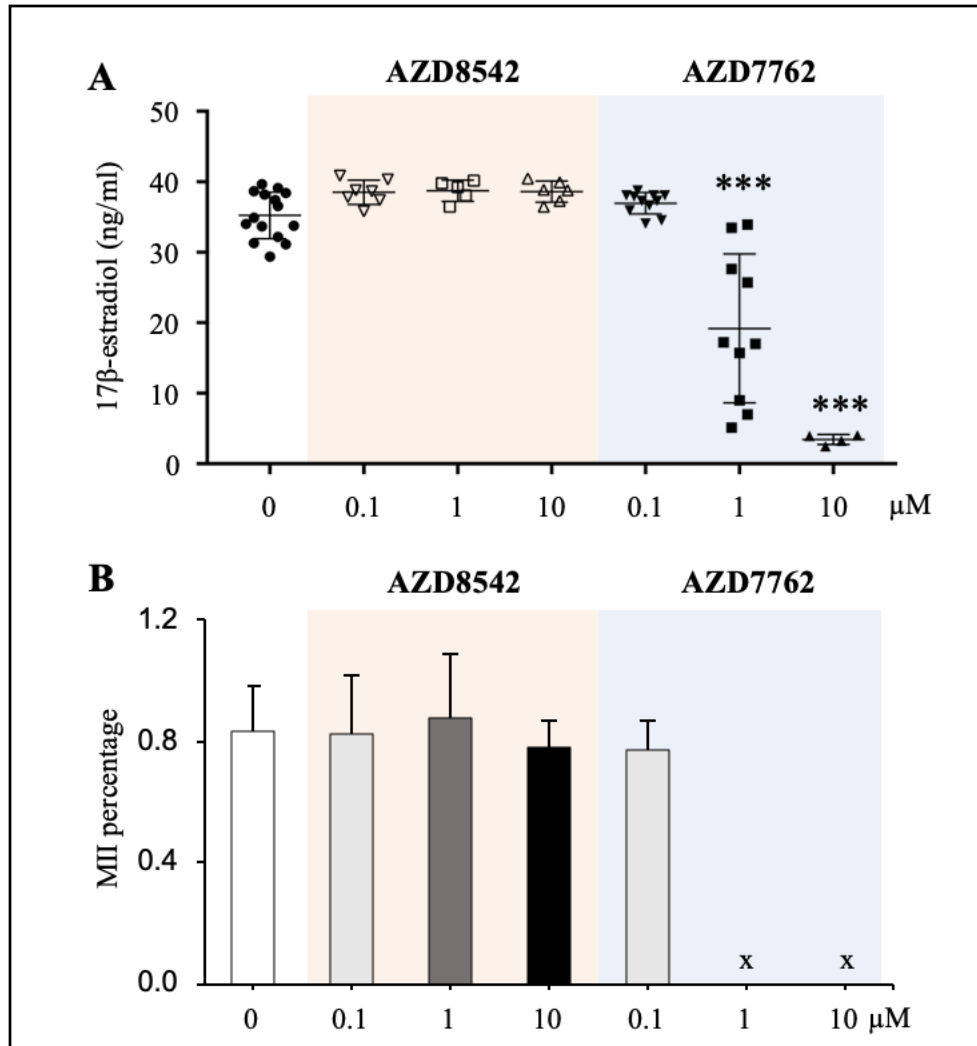 A
AZD8542 AZD7762
17β-estradiol (ng/ml)
50
40
30
20
10
0
***
***
0 0.1 1 10 0.1 1 10 μM
B
AZD8542 AZD7762
MII percentage
1.2
0.8
0.4
0.0
x x
0 0.1 1 10 0.1 1 10 μM